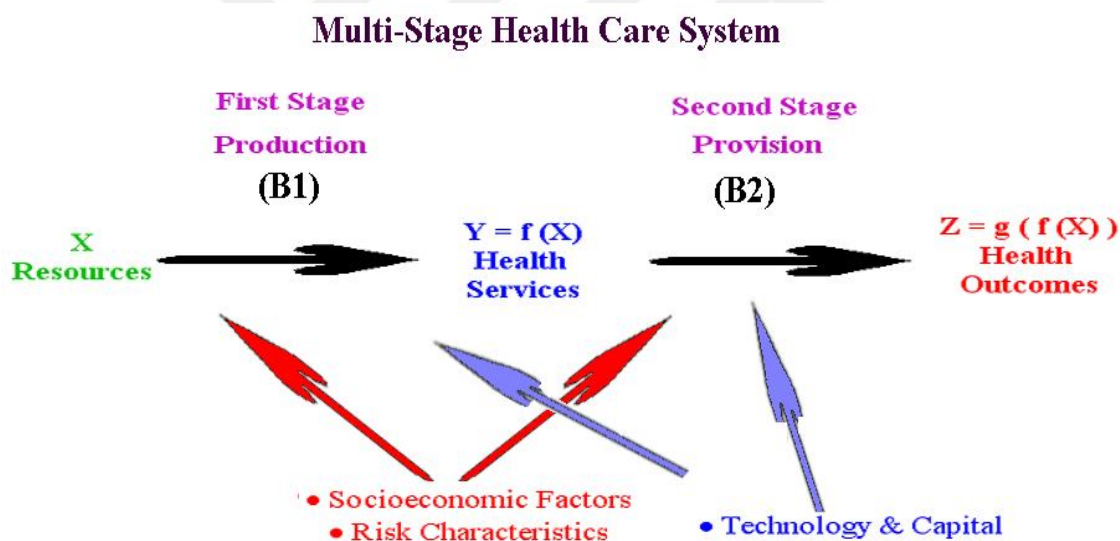 Multi-Stage Health Care System
First Stage
Production
(B1)
Second Stage
Provision
(B2)
X
Resources
Y = f (X)
Health
Services
Z = g ( f (X) )
Health
Outcomes
• Socioeconomic Factors
• Risk Characteristics
• Technology & Capital